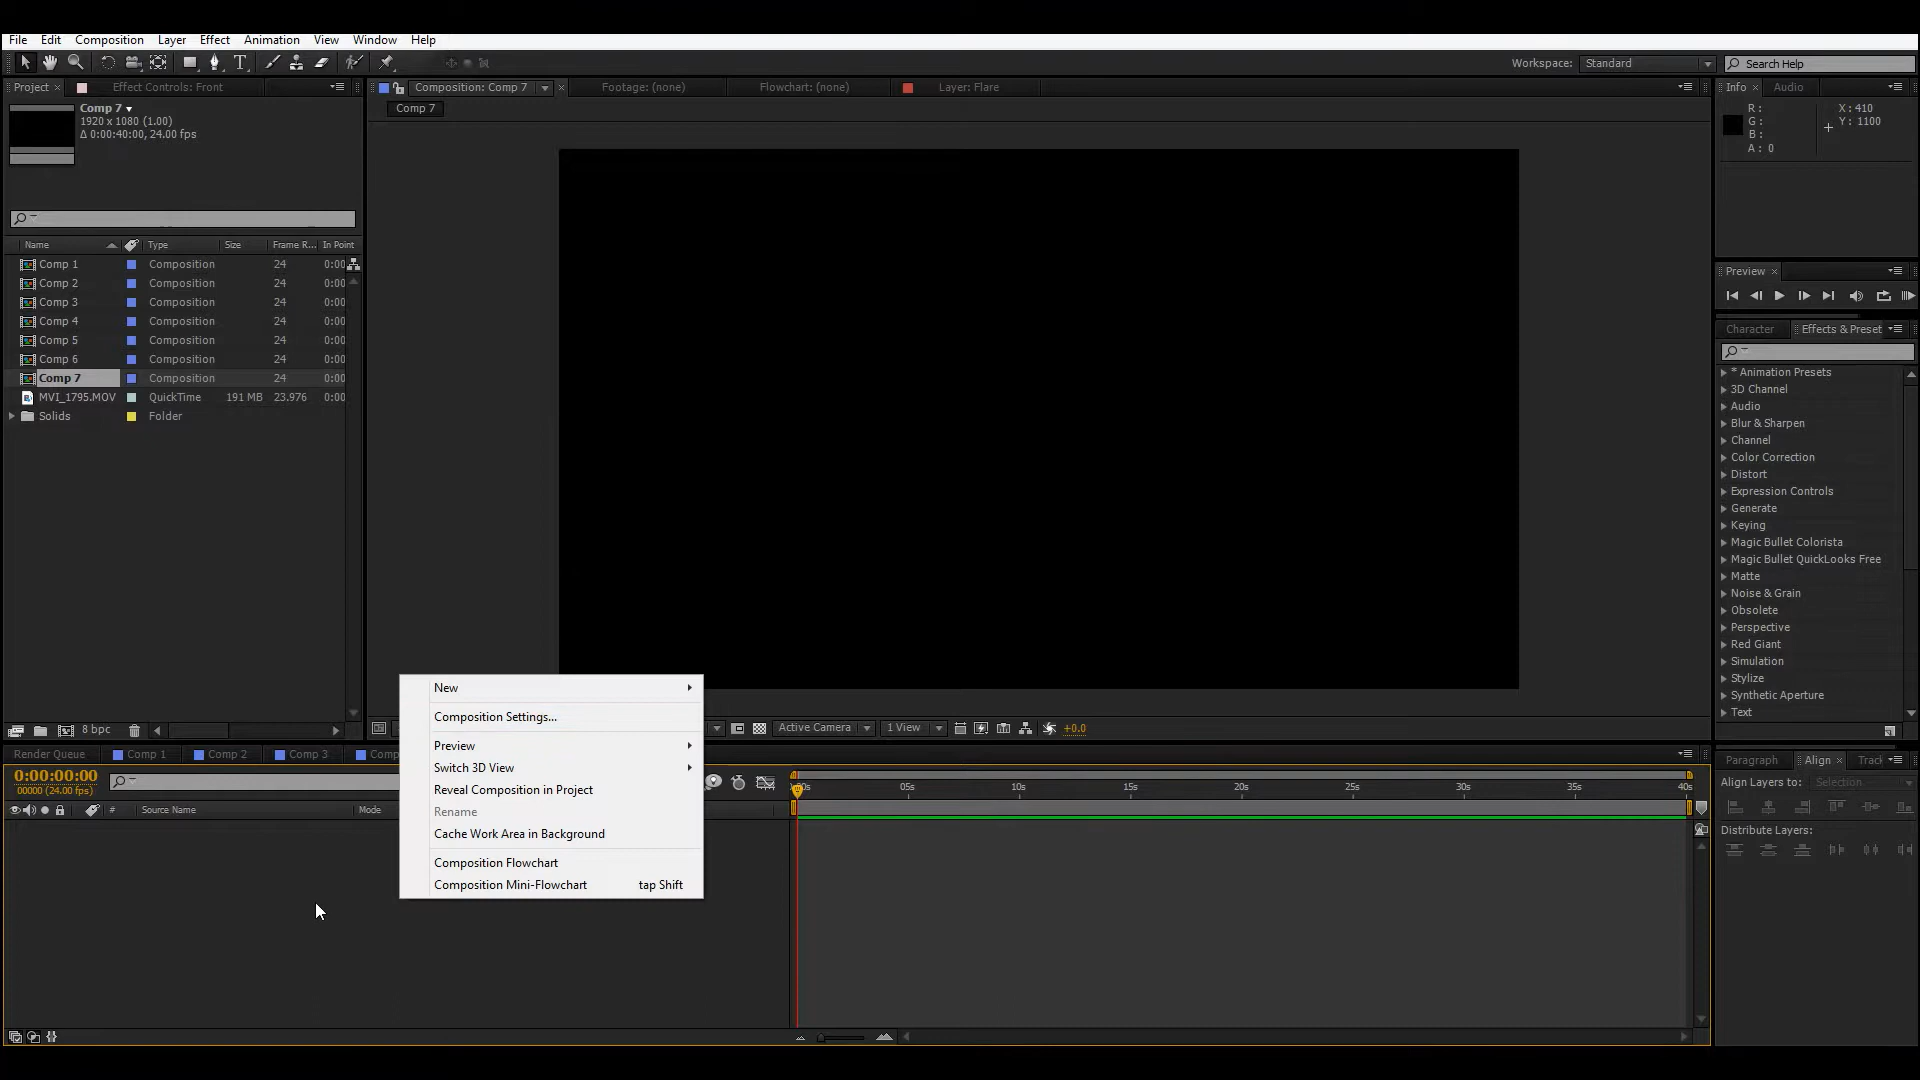 File Edit Composition Layer Effect Animation View Window Help
Workspace: Standard Search Help
Project Effect Controls: Front
Composition: Comp 7 Footage: (none) Flowchart: (none) Layer: Flare
Info Audio
Comp 7
1920 x 1080 (1.00)
Δ 0:00:40:00, 24.00 fps
Comp 7
R :
G :
B :
A : 0
X : 410
Y : 1100
Name Type Size Frame R... In Point
Comp 1 Composition 24 0:00
Comp 2 Composition 24 0:00
Comp 3 Composition 24 0:00
Comp 4 Composition 24 0:00
Comp 5 Composition 24 0:00
Comp 6 Composition 24 0:00
Comp 7 Composition 24 0:00
MVI_1795.MOV QuickTime 191 MB 23.976 0:00
Solids Folder
Preview
Character Effects & Preset
* Animation Presets
3D Channel
Audio
Blur & Sharpen
Channel
Color Correction
Distort
Expression Controls
Generate
Keying
Magic Bullet Colorista
Magic Bullet QuickLooks Free
Matte
Noise & Grain
Obsolete
Perspective
Red Giant
Simulation
Stylize
Synthetic Aperture
Text
New
Composition Settings...
Preview
Switch 3D View
Reveal Composition in Project
Rename
Cache Work Area in Background
Composition Flowchart
Composition Mini-Flowchart tap Shift
8 bpc
Active Camera 1 View +0.0
Render Queue Comp 1 Comp 2 Comp 3
0:00:00:00
00000 (24.00 fps)
# Source Name Mode
05s 10s 15s 20s 25s 30s 35s 40s
Paragraph Align
Align Layers to: Selection
Distribute Layers: